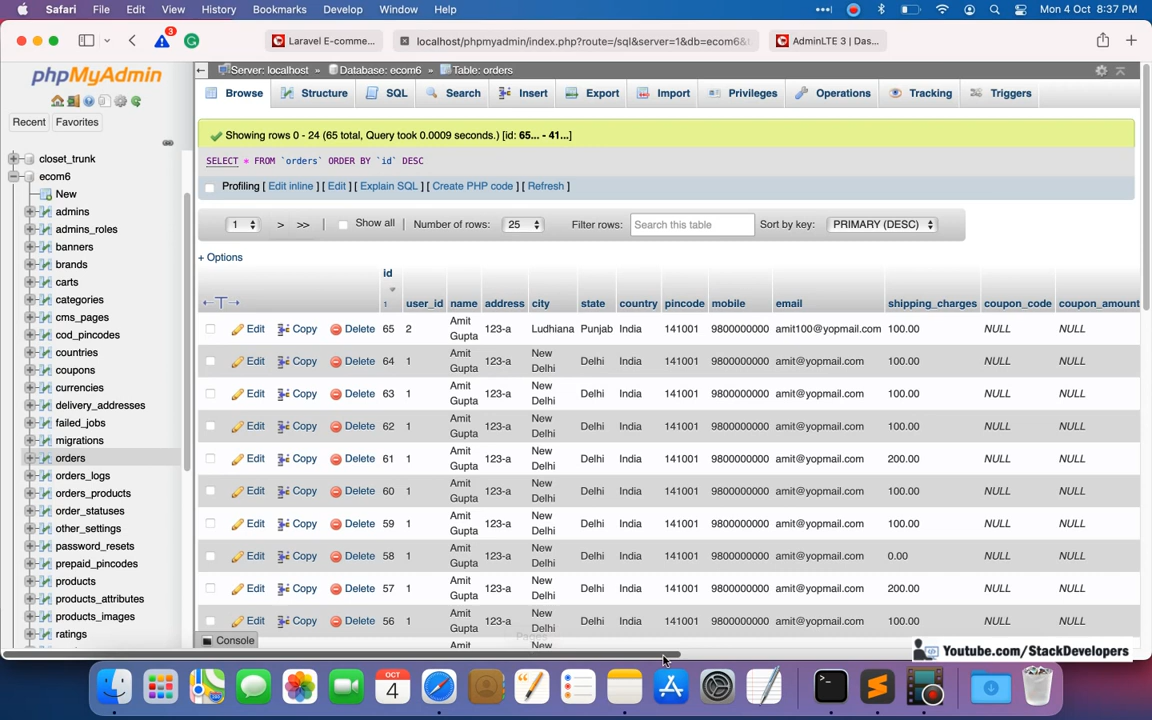 Safari File Edit View History Bookmarks Develop Window Help Mon 4 Oct 8:37 PM
3 Laravel E-comme... localhost/phpmyadmin/index.php?route=/sql&server=1&db=ecom6& AdminLTE 3 | Das...
phpMyAdmin
Recent Favorites
closet_trunk
ecom6
New
admins
admins_roles
banners
brands
carts
categories
cms_pages
cod_pincodes
countries
coupons
currencies
delivery_addresses
failed_jobs
migrations
orders
orders_logs
orders_products
order_statuses
other_settings
password_resets
prepaid_pincodes
products
products_attributes
products_images
ratings
Server: localhost » Database: ecom6 » Table: orders
Browse Structure SQL Search Insert Export Import Privileges Operations Tracking Triggers
Showing rows 0 - 24 (65 total, Query took 0.0009 seconds.) [id: 65... - 41...]
SELECT * FROM `orders` ORDER BY `id` DESC
Profiling [ Edit inline ] [ Edit ] [ Explain SQL ] [ Create PHP code ] [ Refresh ]
1 > >> | Show all | Number of rows: 25 Filter rows: Search this table Sort by key: PRIMARY (DESC)
+ Options
←T→ id 1 user_id name address city state country pincode mobile email shipping_charges coupon_code coupon_amount
Edit Copy Delete 65 2 Amit Gupta 123-a Ludhiana Punjab India 141001 9800000000 amit100@yopmail.com 100.00 NULL NULL
Edit Copy Delete 64 1 Amit Gupta 123-a New Delhi Delhi India 141001 9800000000 amit@yopmail.com 100.00 NULL NULL
Edit Copy Delete 63 1 Amit Gupta 123-a New Delhi Delhi India 141001 9800000000 amit@yopmail.com 100.00 NULL NULL
Edit Copy Delete 62 1 Amit Gupta 123-a New Delhi Delhi India 141001 9800000000 amit@yopmail.com 100.00 NULL NULL
Edit Copy Delete 61 1 Amit Gupta 123-a New Delhi Delhi India 141001 9800000000 amit@yopmail.com 200.00 NULL NULL
Edit Copy Delete 60 1 Amit Gupta 123-a New Delhi Delhi India 141001 9800000000 amit@yopmail.com 100.00 NULL NULL
Edit Copy Delete 59 1 Amit Gupta 123-a New Delhi Delhi India 141001 9800000000 amit@yopmail.com 100.00 NULL NULL
Edit Copy Delete 58 1 Amit Gupta 123-a New Delhi Delhi India 141001 9800000000 amit@yopmail.com 0.00 NULL NULL
Edit Copy Delete 57 1 Amit Gupta 123-a New Delhi Delhi India 141001 9800000000 amit@yopmail.com 200.00 NULL NULL
Edit Copy Delete 56 1 Amit Gupta 123-a New Delhi Delhi India 141001 9800000000 amit@yopmail.com 100.00 NULL NULL
Amit
Console
Pages
Youtube.com/StackDevelopers
OCT
4